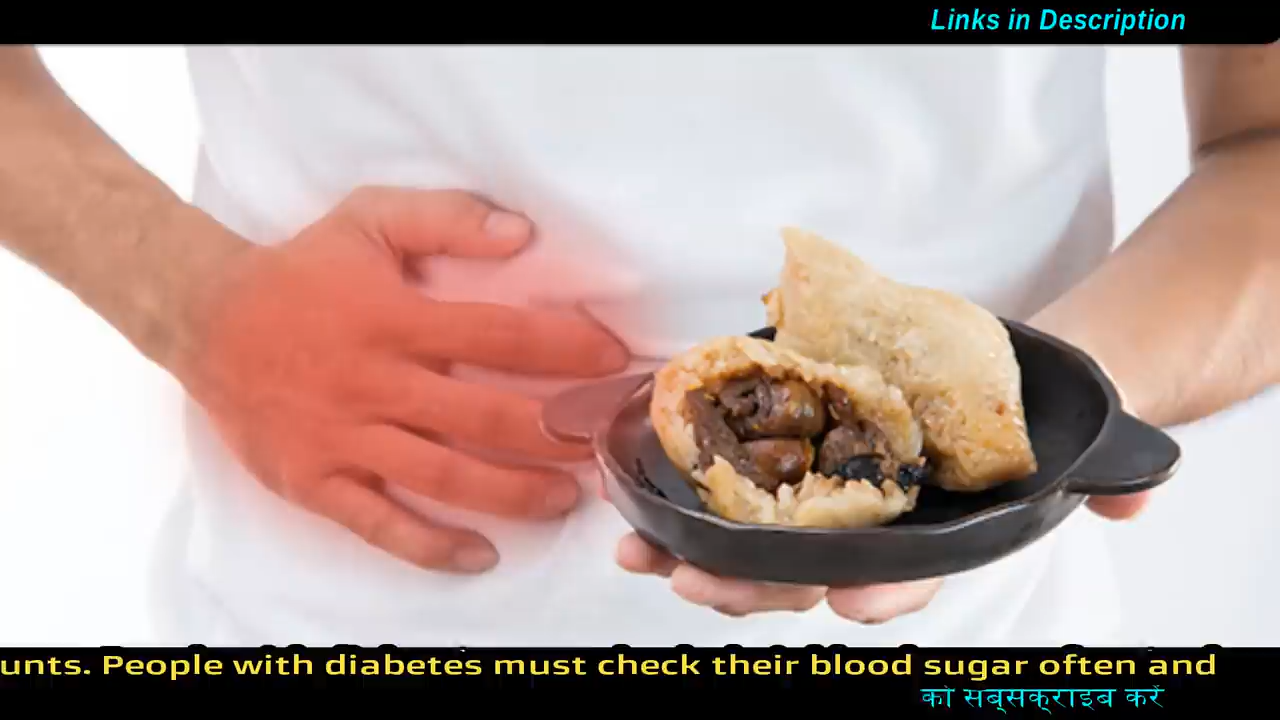 Links in Description
unts. People with diabetes must check their blood sugar often and
को सब्सक्राइब करें